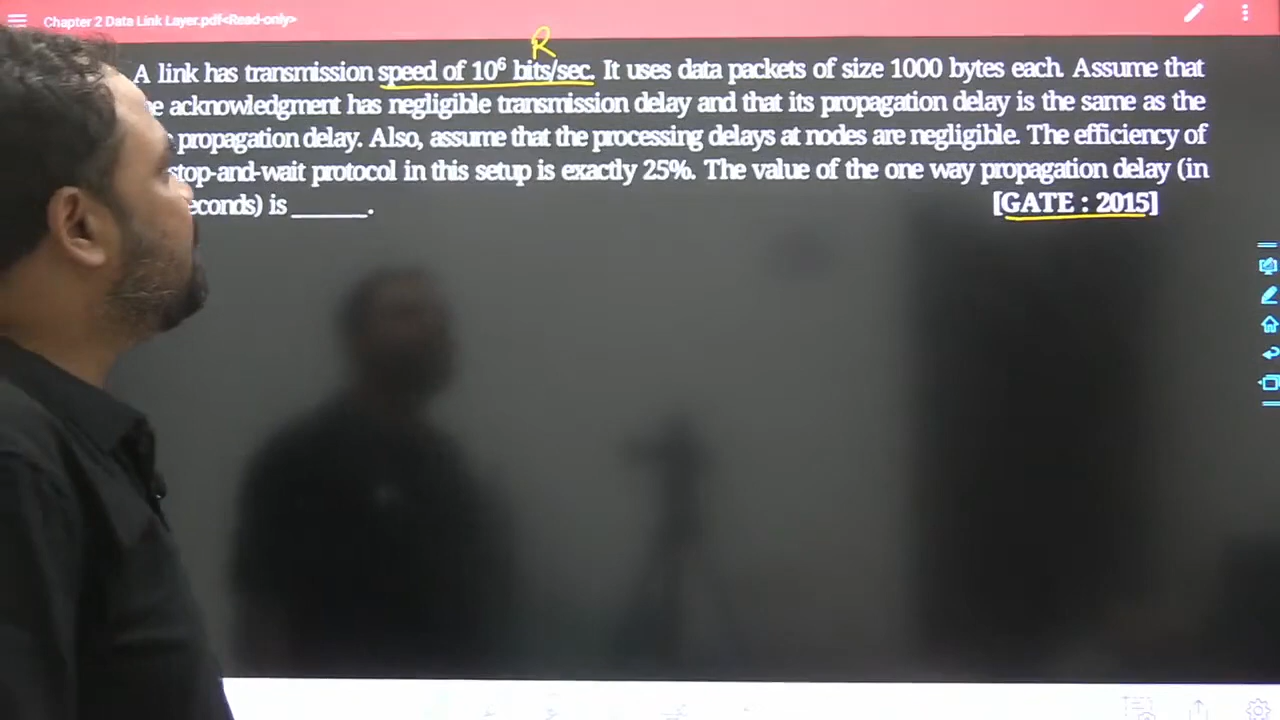 Chapter 2 Data Link Layer.pdf<Read-only>
R
A link has transmission speed of 10⁶ bits/sec. It uses data packets of size 1000 bytes each. Assume that
acknowledgment has negligible transmission delay and that its propagation delay is the same as the
propagation delay. Also, assume that the processing delays at nodes are negligible. The efficiency of
stop-and-wait protocol in this setup is exactly 25%. The value of the one way propagation delay (in
econds) is ______.
[GATE : 2015]